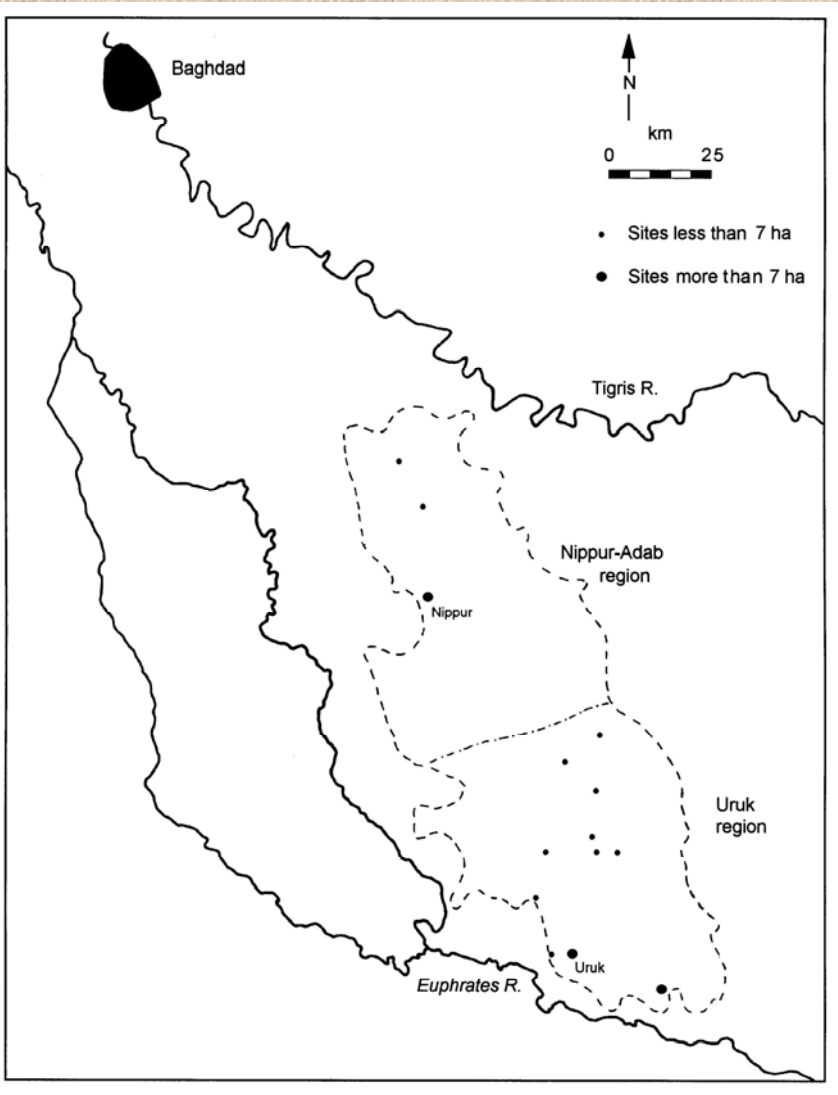 Baghdad
N
km
0 25
Sites less than 7 ha
Sites more than 7 ha
Tigris R.
Nippur-Adab
region
Nippur
Uruk
region
Uruk
Euphrates R.